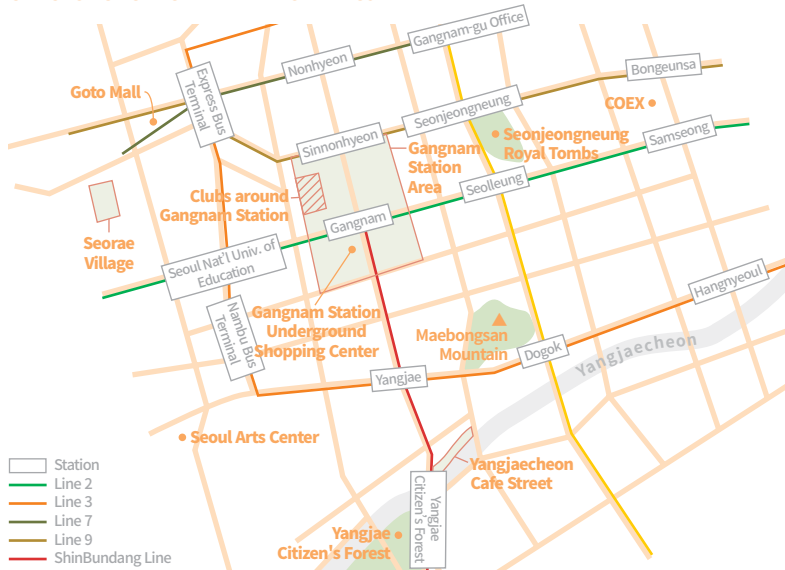 Gangnam-gu Office
Nonhyeon
Express Bus
Terminal
Goto Mall
Bongeunsa
COEX
Seonjeongneung
Sinnonhyeon
Seonjeongneung
Royal Tombs
Samseong
Gangnam
Station
Area
Seolleung
Clubs around
Gangnam Station
Gangnam
Seorae
Village
Seoul Nat'l Univ. of
Education
Hangnyeoul
Nambu Bus
Terminal
Gangnam Station
Underground
Shopping Center
Maebongsan
Mountain
Dogok
Yangjaecheon
Yangjae
Seoul Arts Center
Yangjaecheon
Cafe Street
Yangjae
Citizen's Forest
Yangjae
Citizen's Forest
Station
Line 2
Line 3
Line 7
Line 9
ShinBundang Line